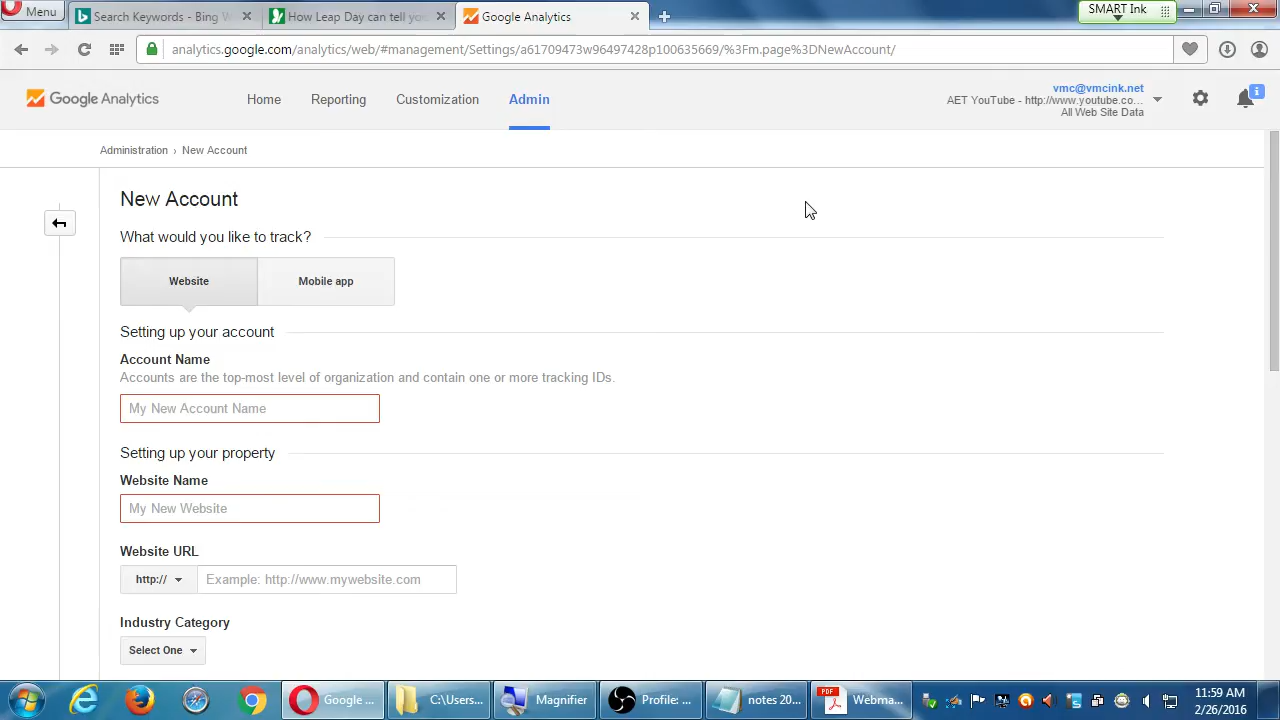 Menu
Search Keywords - Bing W
How Leap Day can tell you
Google Analytics
SMART Ink
analytics.google.com/analytics/web/#management/Settings/a61709473w96497428p100635669/%3Fm.page%3DNewAccount/
Google Analytics
Home
Reporting
Customization
Admin
vmc@vmcink.net
AET YouTube - http://www.youtube.co...
All Web Site Data
Administration › New Account
New Account
What would you like to track?
Website
Mobile app
Setting up your account
Account Name
Accounts are the top-most level of organization and contain one or more tracking IDs.
My New Account Name
Setting up your property
Website Name
My New Website
Website URL
http://
Example: http://www.mywebsite.com
Industry Category
Select One
Google ...
C:\Users...
Magnifier
Profile: ...
notes 20...
PDF
Webma...
11:59 AM
2/26/2016